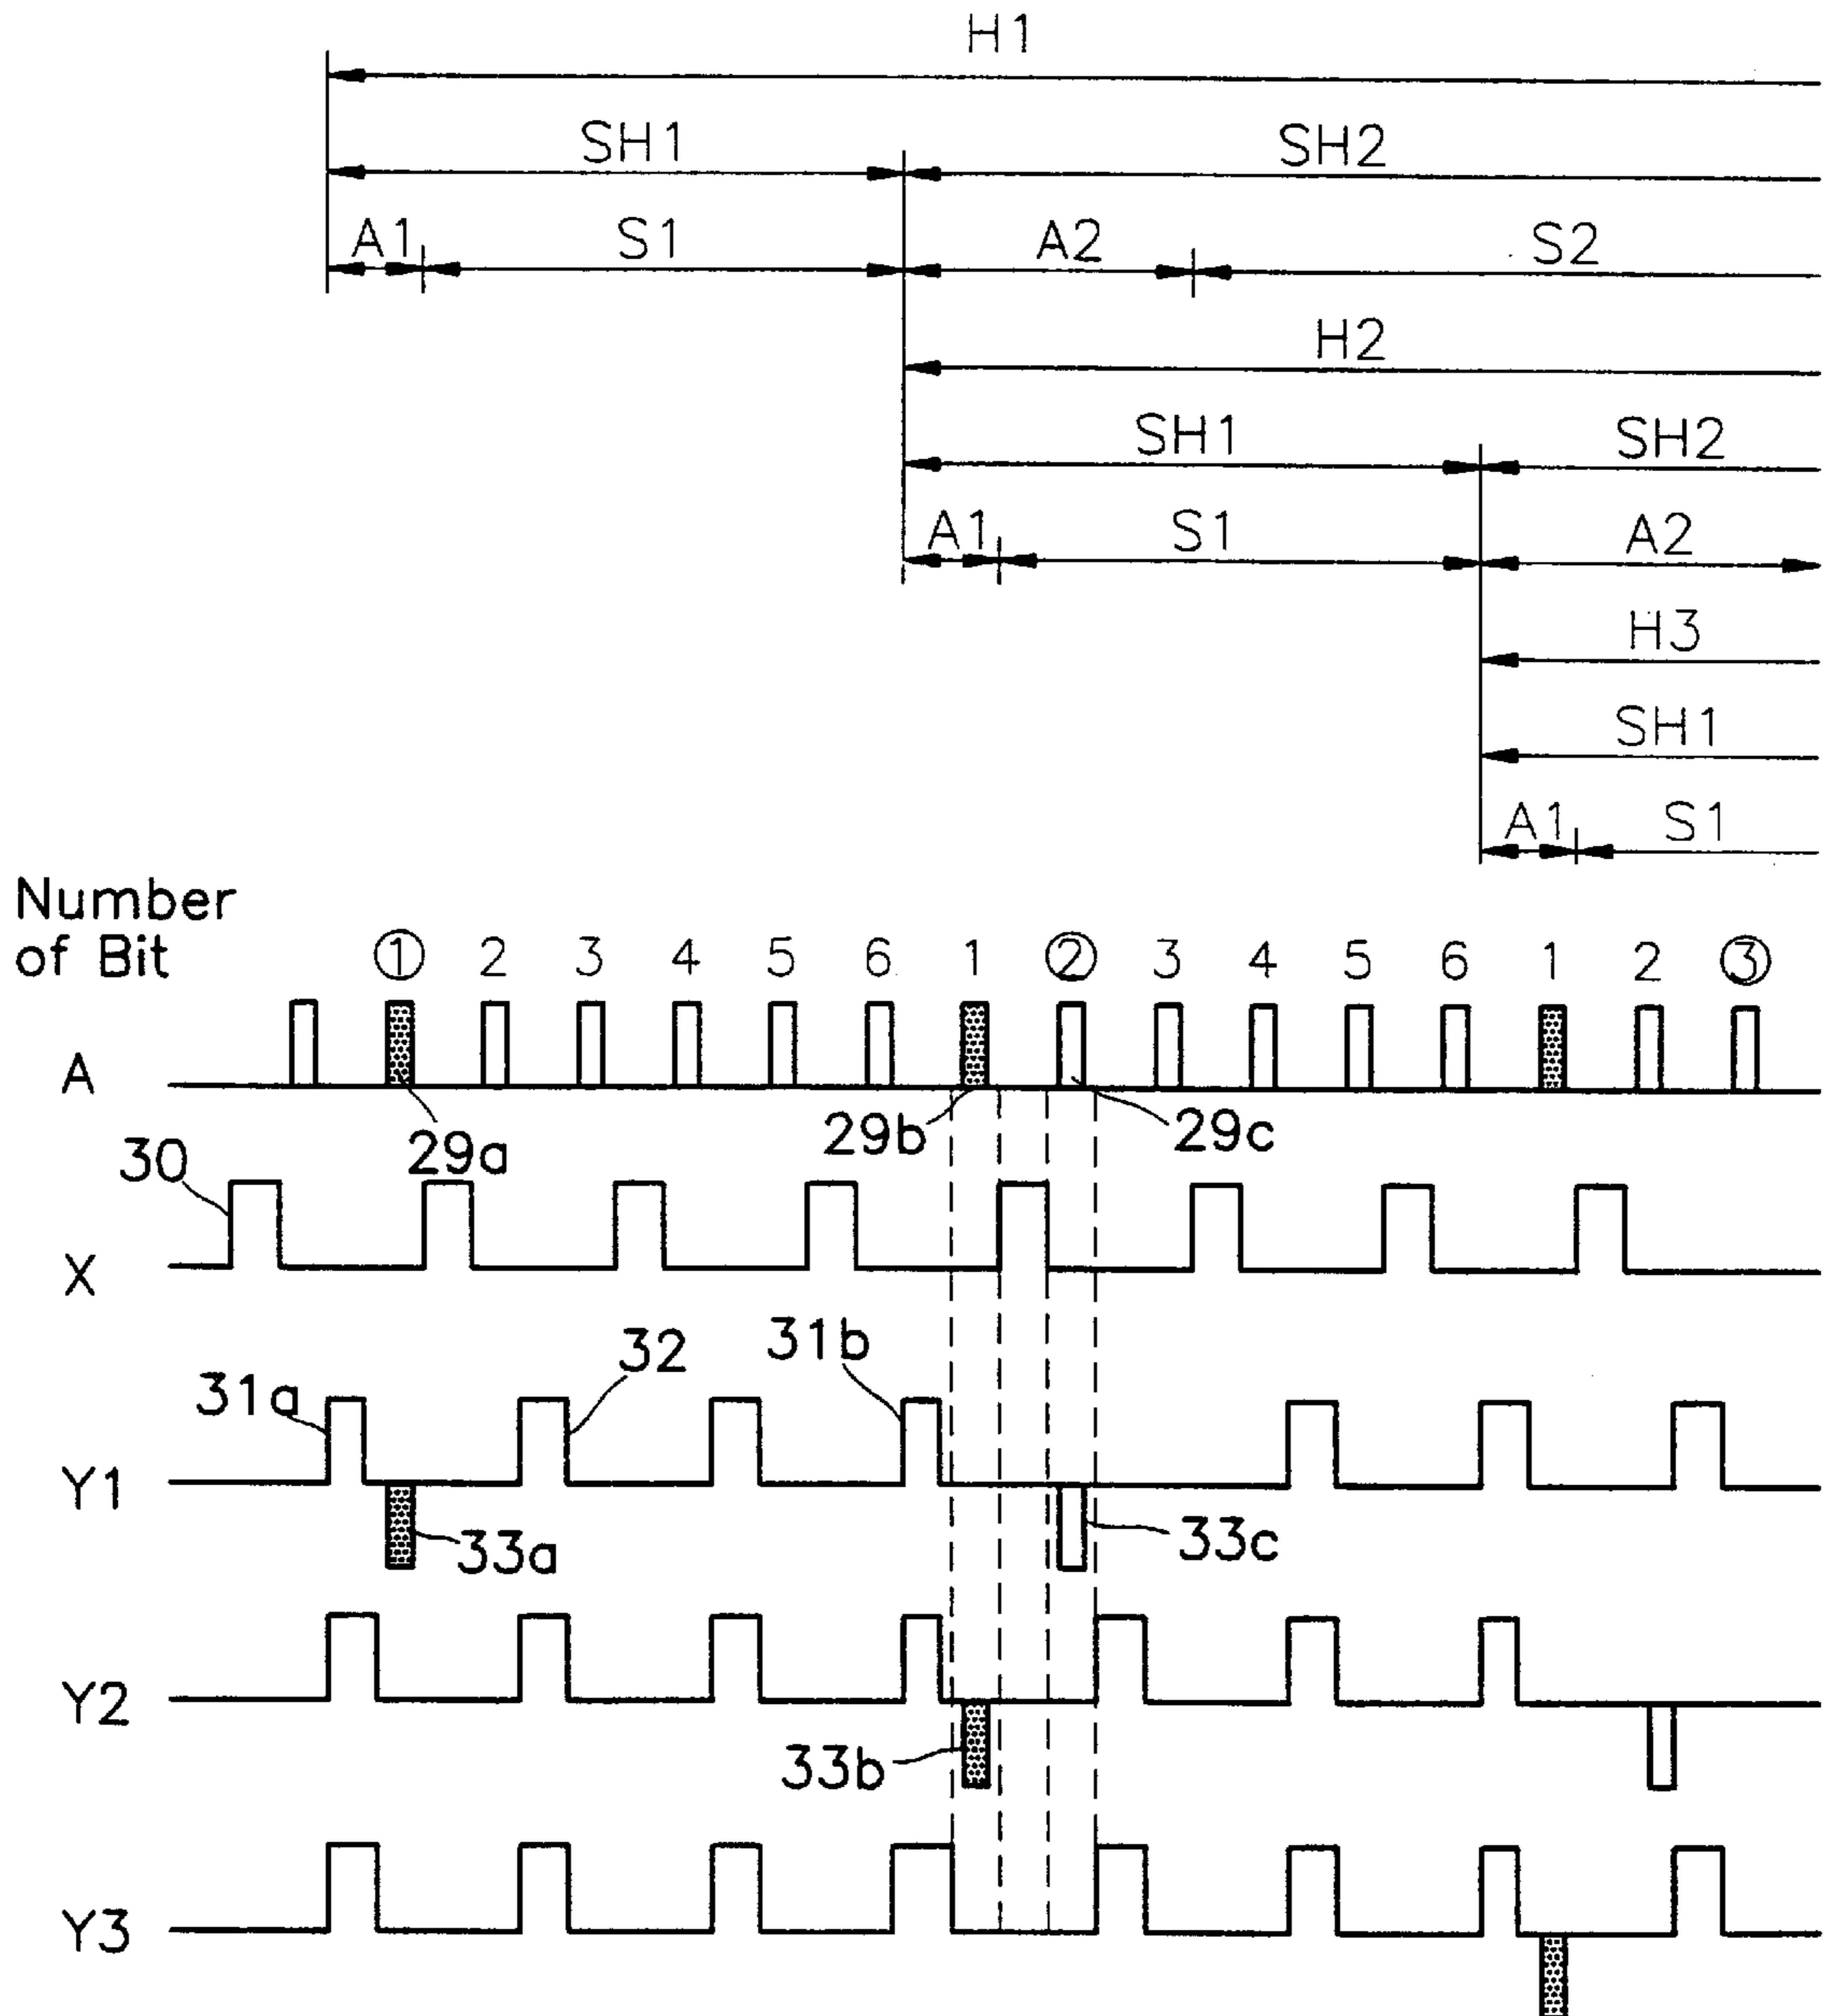 H1
SH1 SH2
A1 S1 A2 S2
H2
SH1 SH2
A1 S1 A2
H3
SH1
A1 S1
Number
of Bit ① 2 3 4 5 6 1 ② 3 4 5 6 1 2 ③
A
29a 29b 29c
30
X
31a 32 31b
Y1
33a 33c
Y2
33b
Y3